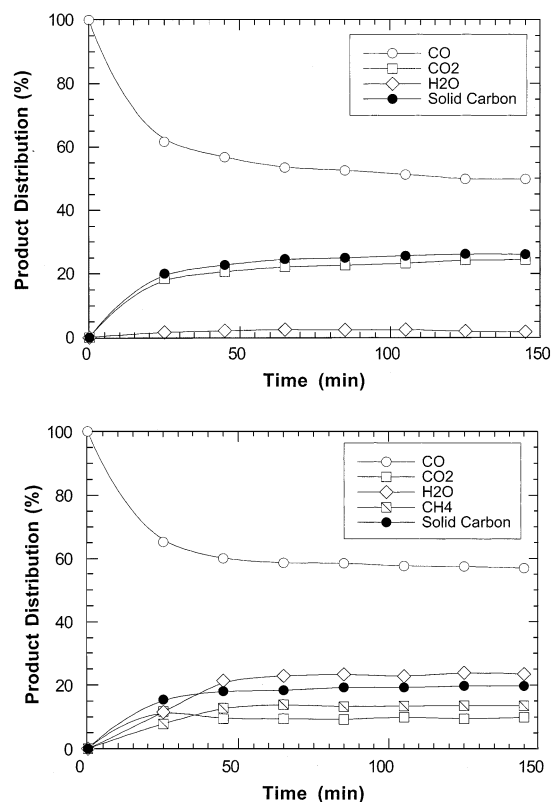 100
80
60
40
20
0
0
50
100
150
Product Distribution (%)
Time (min)
CO
CO2
H2O
Solid Carbon
100
80
60
40
20
0
0
50
100
150
Product Distribution (%)
Time (min)
CO
CO2
H2O
CH4
Solid Carbon